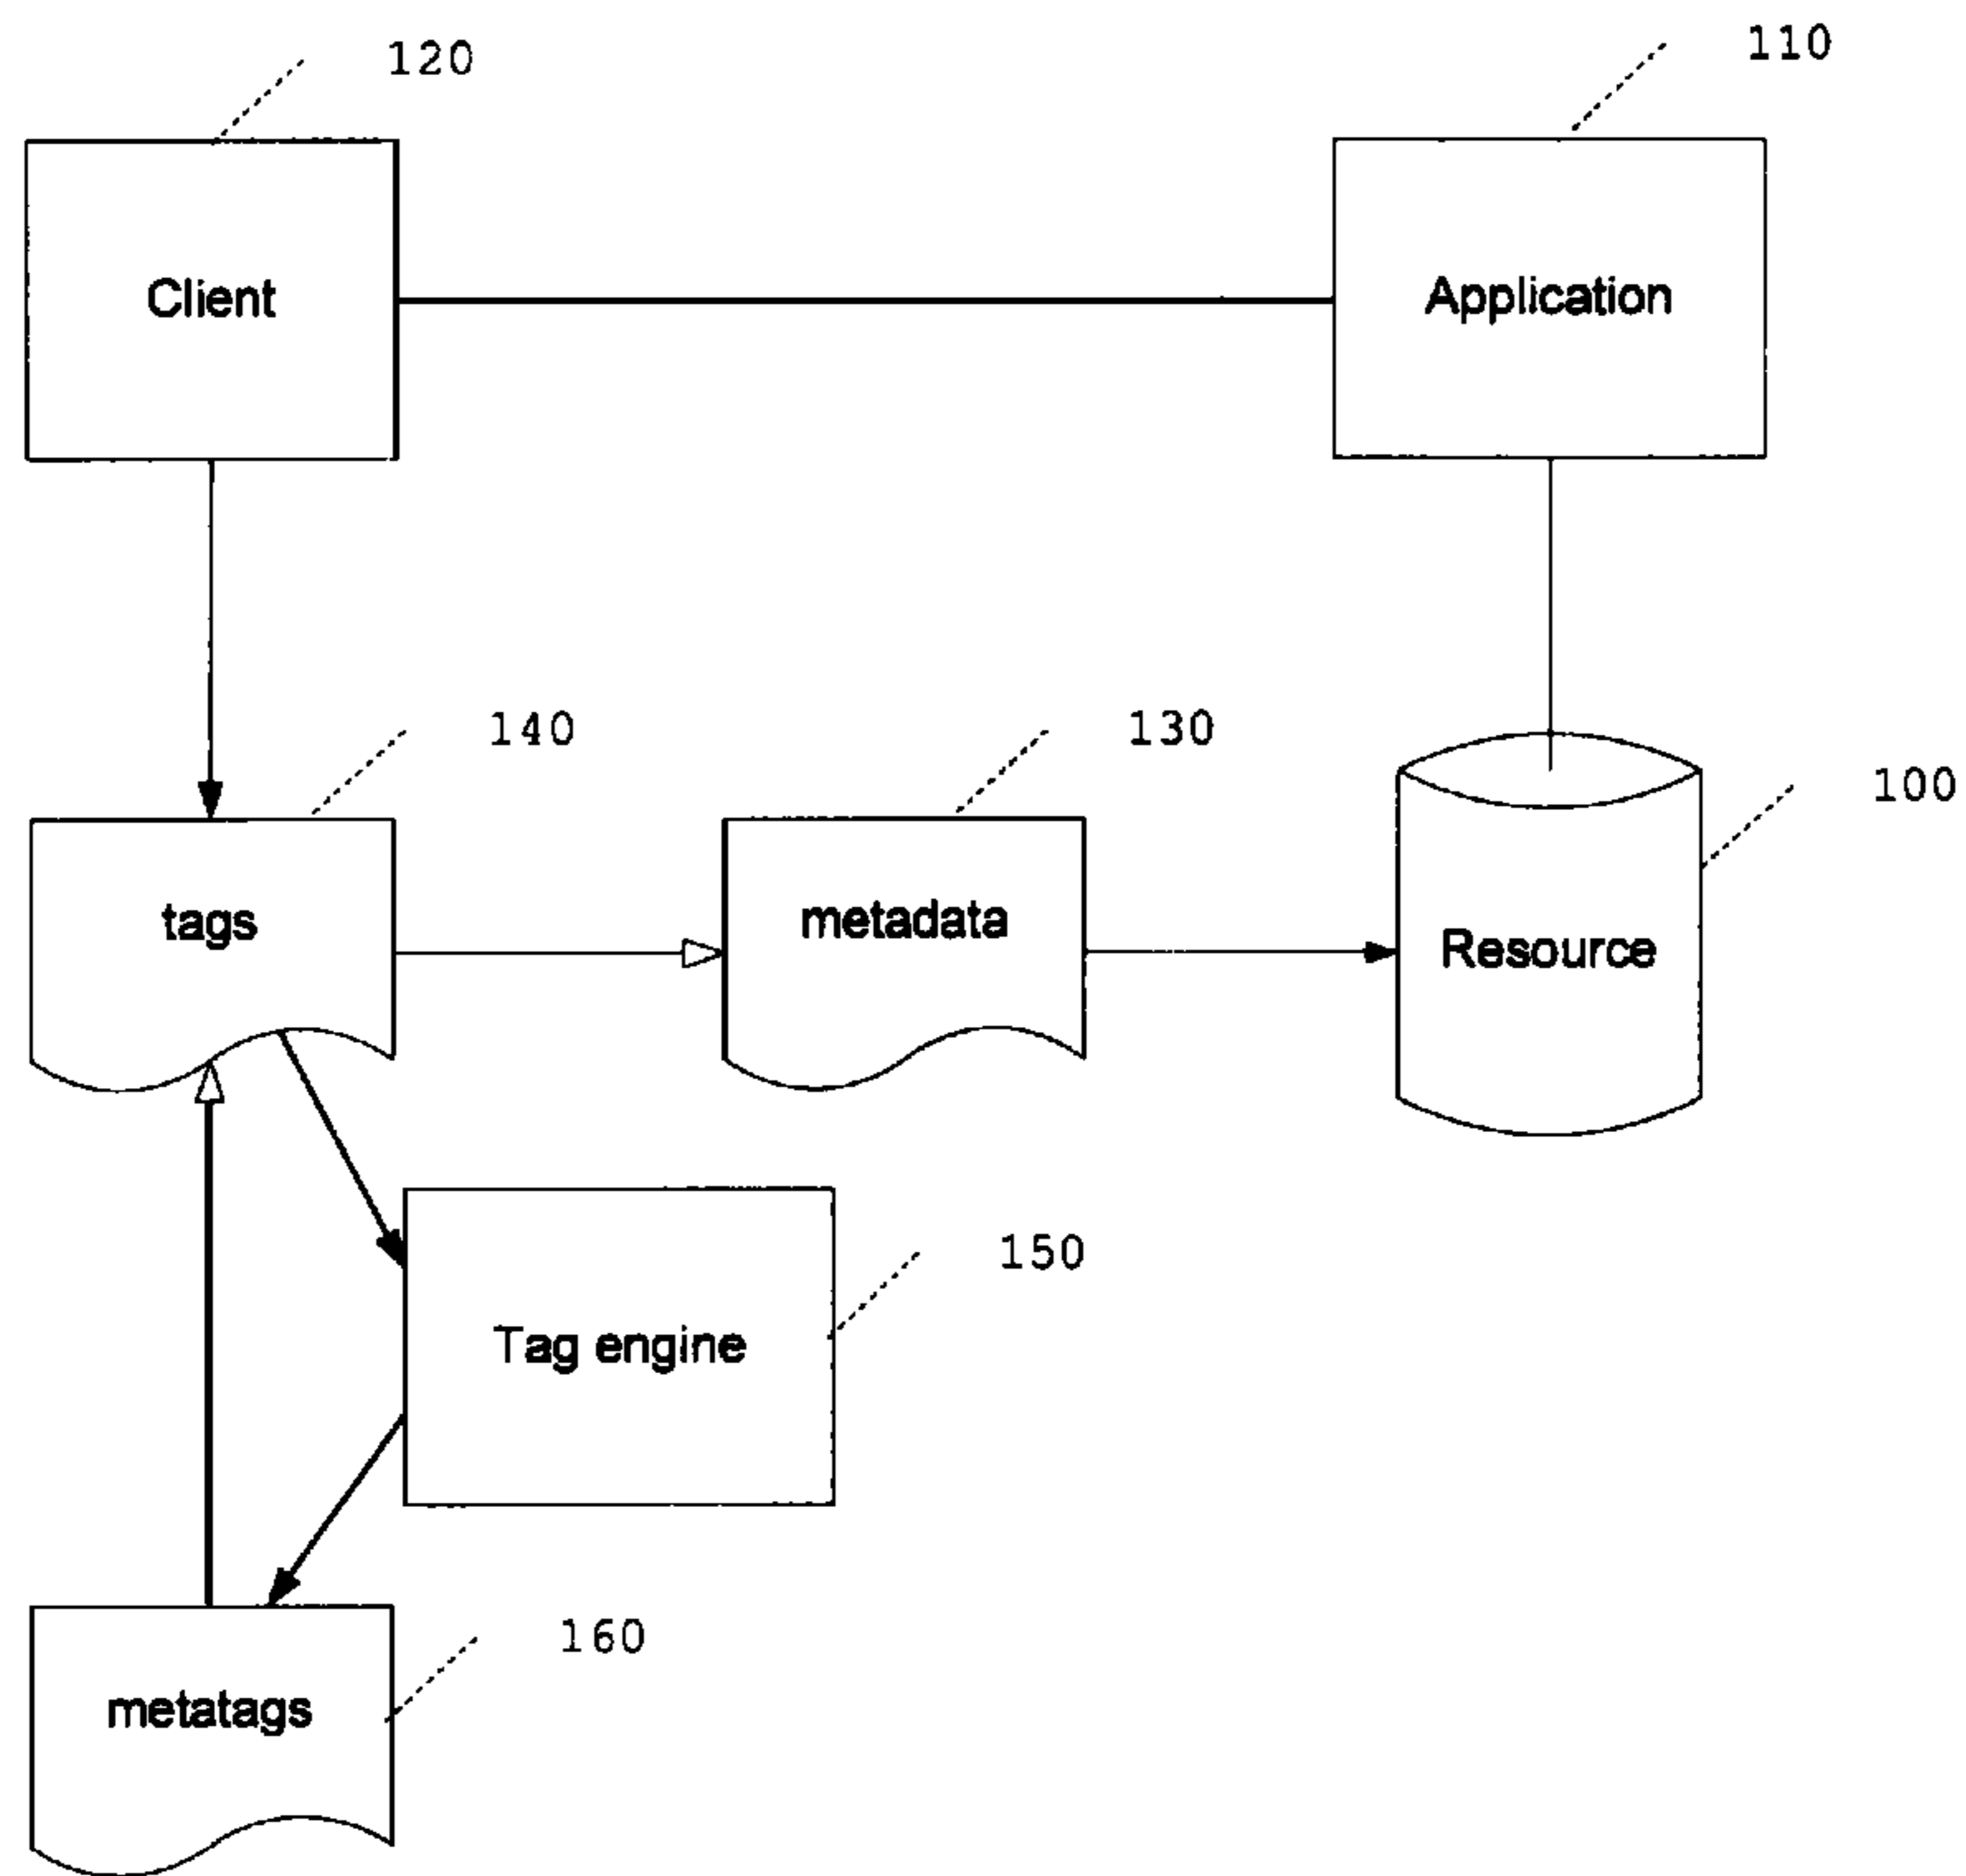 120
110
Client
Application
140
130
100
tags
metadata
Resource
150
Tag engine
160
metatags